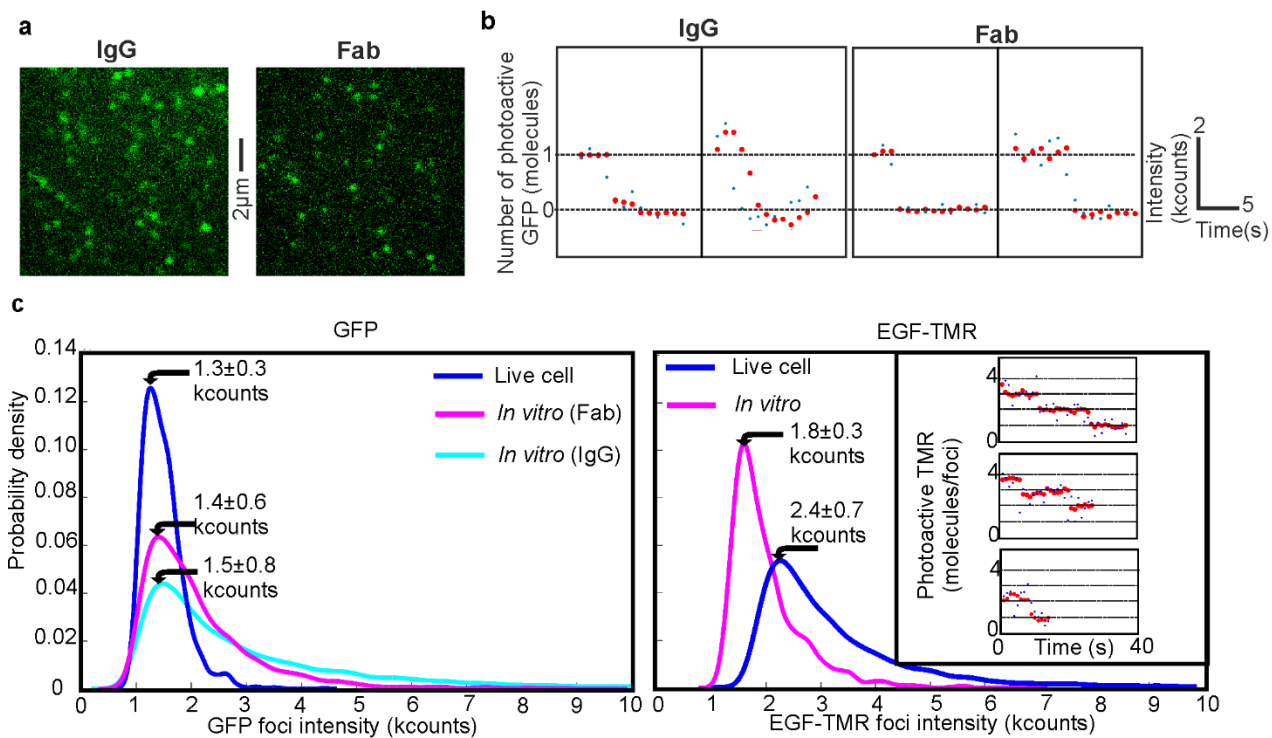 a
IgG
Fab
2μm
b
IgG
Fab
Number of photoactive
GFP (molecules)
1
0
Intensity
(kcounts)
2
5
Time(s)
c
GFP
Probability density
0.14
0.12
0.10
0.08
0.06
0.04
0.02
0
1.3±0.3
kcounts
1.4±0.6
kcounts
1.5±0.8
kcounts
Live cell
In vitro (Fab)
In vitro (IgG)
0 1 2 3 4 5 6 7 8 9 10
GFP foci intensity (kcounts)
EGF-TMR
Live cell
In vitro
1.8±0.3
kcounts
2.4±0.7
kcounts
Photoactive TMR
(molecules/foci)
4
0
4
0
4
0
0 40
Time (s)
0 1 2 3 4 5 6 7 8 9 10
EGF-TMR foci intensity (kcounts)